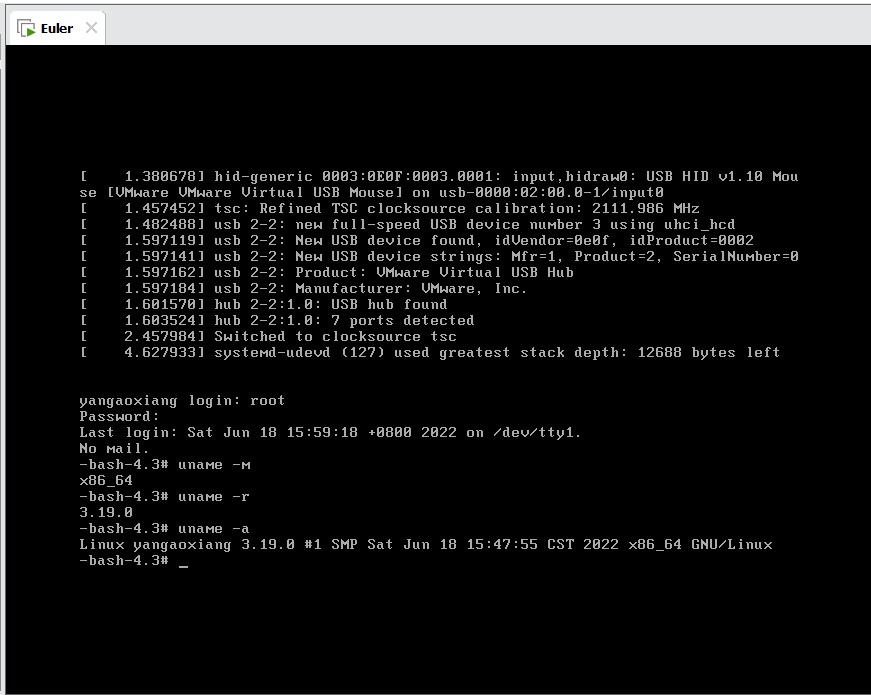 Euler
[    1.380678] hid-generic 0003:0E0F:0003.0001: input,hidraw0: USB HID v1.10 Mou
se [VMware VMware Virtual USB Mouse] on usb-0000:02:00.0-1/input0
[    1.457452] tsc: Refined TSC clocksource calibration: 2111.986 MHz
[    1.482488] usb 2-2: new full-speed USB device number 3 using uhci_hcd
[    1.597119] usb 2-2: New USB device found, idVendor=0e0f, idProduct=0002
[    1.597141] usb 2-2: New USB device strings: Mfr=1, Product=2, SerialNumber=0
[    1.597162] usb 2-2: Product: VMware Virtual USB Hub
[    1.597184] usb 2-2: Manufacturer: VMware, Inc.
[    1.601570] hub 2-2:1.0: USB hub found
[    1.603524] hub 2-2:1.0: 7 ports detected
[    2.457984] Switched to clocksource tsc
[    4.627933] systemd-udevd (127) used greatest stack depth: 12688 bytes left
yangaoxiang login: root
Password:
Last login: Sat Jun 18 15:59:18 +0800 2022 on /dev/tty1.
No mail.
-bash-4.3# uname -m
x86_64
-bash-4.3# uname -r
3.19.0
-bash-4.3# uname -a
Linux yangaoxiang 3.19.0 #1 SMP Sat Jun 18 15:47:55 CST 2022 x86_64 GNU/Linux
-bash-4.3# _